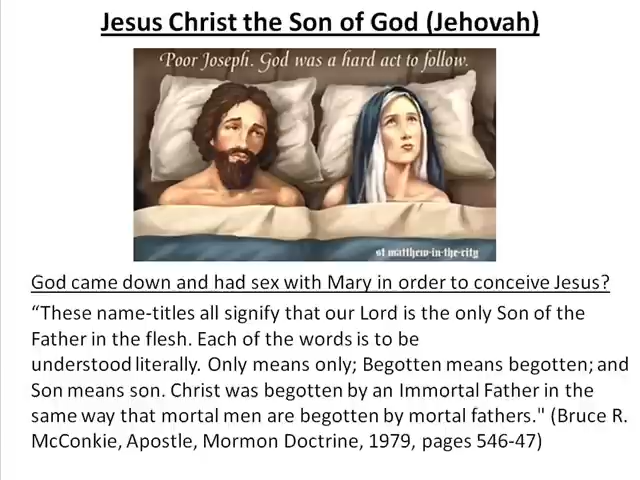 Jesus Christ the Son of God (Jehovah)
Poor Joseph. God was a hard act to follow.
st matthew-in-the-city
God came down and had sex with Mary in order to conceive Jesus?
“These name-titles all signify that our Lord is the only Son of the
Father in the flesh. Each of the words is to be
understood literally. Only means only; Begotten means begotten; and
Son means son. Christ was begotten by an Immortal Father in the
same way that mortal men are begotten by mortal fathers." (Bruce R.
McConkie, Apostle, Mormon Doctrine, 1979, pages 546-47)